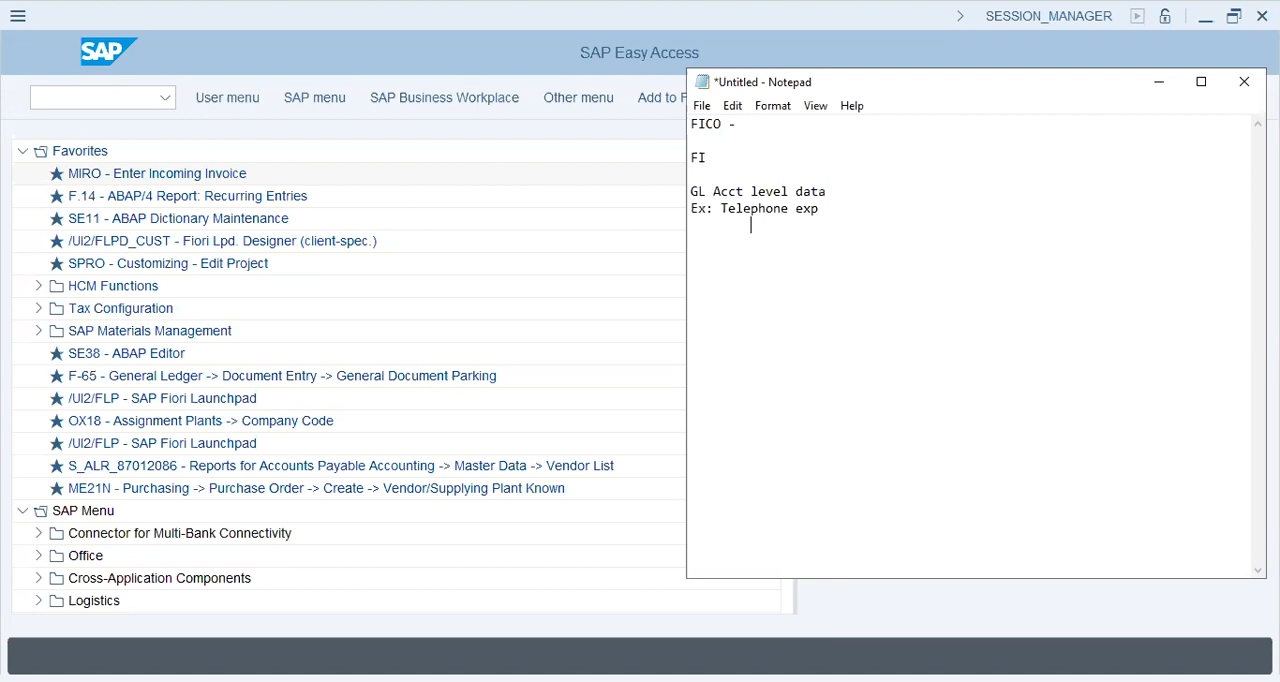 SESSION_MANAGER
SAP
SAP Easy Access
User menu
SAP menu
SAP Business Workplace
Other menu
Add to F
Favorites
MIRO - Enter Incoming Invoice
F.14 - ABAP/4 Report: Recurring Entries
SE11 - ABAP Dictionary Maintenance
/UI2/FLPD_CUST - Fiori Lpd. Designer (client-spec.)
SPRO - Customizing - Edit Project
HCM Functions
Tax Configuration
SAP Materials Management
SE38 - ABAP Editor
F-65 - General Ledger -> Document Entry -> General Document Parking
/UI2/FLP - SAP Fiori Launchpad
OX18 - Assignment Plants -> Company Code
/UI2/FLP - SAP Fiori Launchpad
S_ALR_87012086 - Reports for Accounts Payable Accounting -> Master Data -> Vendor List
ME21N - Purchasing -> Purchase Order -> Create -> Vendor/Supplying Plant Known
SAP Menu
Connector for Multi-Bank Connectivity
Office
Cross-Application Components
Logistics
*Untitled - Notepad
File Edit Format View Help
FICO -
FI
GL Acct level data
Ex: Telephone exp